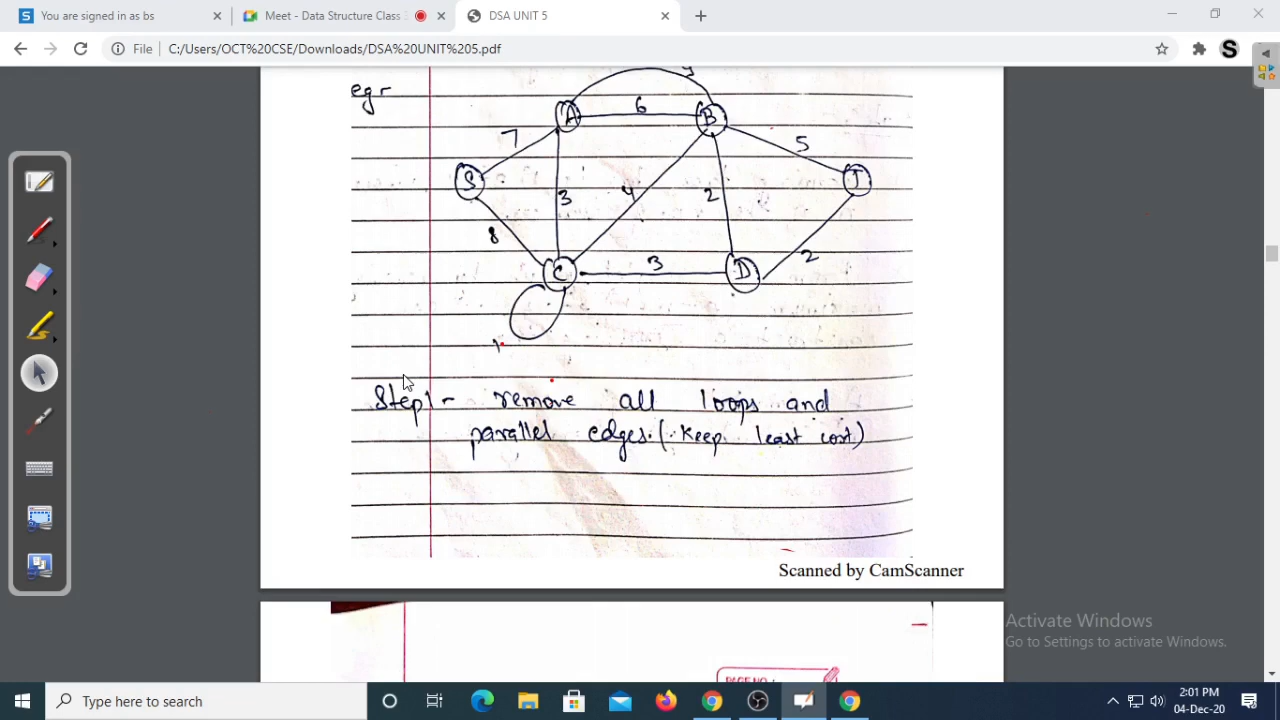 You are signed in as bs
Meet - Data Structure Class
DSA UNIT 5
File
C:/Users/OCT%20CSE/Downloads/DSA%20UNIT%205.pdf
S
eg-
A 6 B
7 5
S 3 4 2 T
8
C 3 D 2
1
Step1- remove all loops and
parallel edges. (keep least cost)
Scanned by CamScanner
PAGE NO :
Activate Windows
Go to Settings to activate Windows.
Type here to search
2:01 PM
04-Dec-20